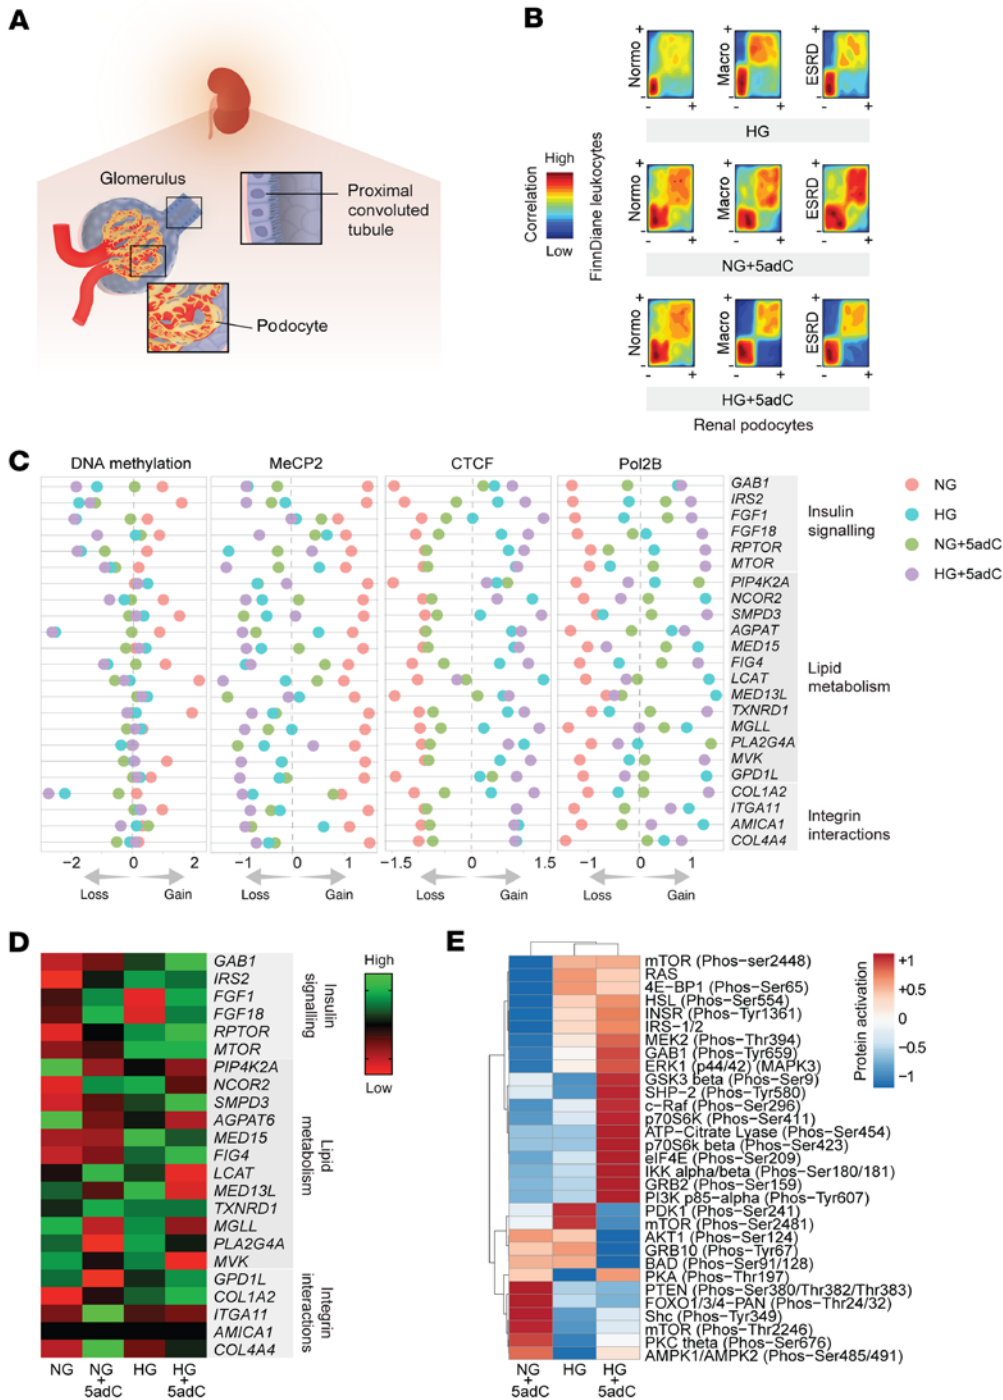 A
Glomerulus
Proximal
convoluted
tubule
Podocyte
B
High
Correlation
Low
FinnDiane leukocytes
Normo
+
-
- +
Macro
+
-
- +
ESRD
+
-
- +
HG
Normo
+
-
- +
Macro
+
-
- +
ESRD
+
-
- +
NG+5adC
Normo
+
-
- +
Macro
+
-
- +
ESRD
+
-
- +
HG+5adC
Renal podocytes
C
DNA methylation MeCP2 CTCF Pol2B
GAB1
IRS2
FGF1
FGF18
RPTOR
MTOR
PIP4K2A
NCOR2
SMPD3
AGPAT
MED15
FIG4
LCAT
MED13L
TXNRD1
MGLL
PLA2G4A
MVK
GPD1L
COL1A2
ITGA11
AMICA1
COL4A4
Insulin
signalling
Lipid
metabolism
Integrin
interactions
NG
HG
NG+5adC
HG+5adC
−2 0 2
−1 0 1
−1.5 0 1.5
−1 0 1
Loss Gain
Loss Gain
Loss Gain
Loss Gain
D
GAB1
IRS2
FGF1
FGF18
RPTOR
MTOR
PIP4K2A
NCOR2
SMPD3
AGPAT6
MED15
FIG4
LCAT
MED13L
TXNRD1
MGLL
PLA2G4A
MVK
GPD1L
COL1A2
ITGA11
AMICA1
COL4A4
Insulin
signalling
Lipid
metabolism
Integrin
interactions
High
Low
NG
NG
+
5adC
HG
HG
+
5adC
E
mTOR (Phos−ser2448)
RAS
4E−BP1 (Phos−Ser65)
HSL (Phos−Ser554)
INSR (Phos−Tyr1361)
IRS−1/2
MEK2 (Phos−Thr394)
GAB1 (Phos−Tyr659)
ERK1 (p44/42) (MAPK3)
GSK3 beta (Phos−Ser9)
SHP−2 (Phos−Tyr580)
c−Raf (Phos−Ser296)
p70S6K (Phos−Ser411)
ATP−Citrate Lyase (Phos−Ser454)
p70S6k beta (Phos−Ser423)
eIF4E (Phos−Ser209)
IKK alpha/beta (Phos−Ser180/181)
GRB2 (Phos−Ser159)
PI3K p85−alpha (Phos−Tyr607)
PDK1 (Phos−Ser241)
mTOR (Phos−Ser2481)
AKT1 (Phos−Ser124)
GRB10 (Phos−Tyr67)
BAD (Phos−Ser91/128)
PKA (Phos−Thr197)
PTEN (Phos−Ser380/Thr382/Thr383)
FOXO1/3/4−PAN (Phos−Thr24/32)
Shc (Phos−Tyr349)
mTOR (Phos−Thr2246)
PKC theta (Phos−Ser676)
AMPK1/AMPK2 (Phos−Ser485/491)
NG
+
5adC
HG
HG
+
5adC
Protein activation
+1
+0.5
0
−0.5
−1